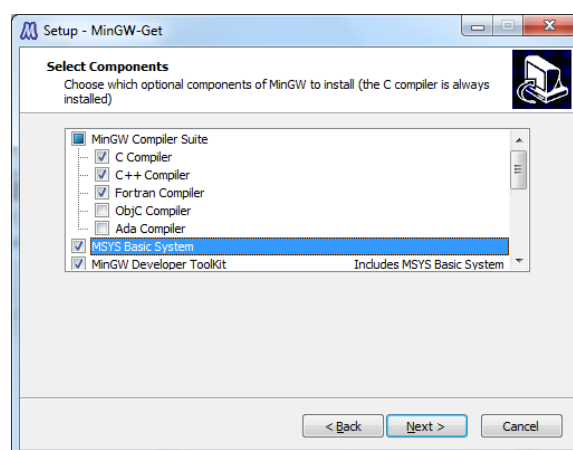 Setup - MinGW-Get
Select Components
Choose which optional components of MinGW to install (the C compiler is always
installed)
MinGW Compiler Suite
C Compiler
C++ Compiler
Fortran Compiler
ObjC Compiler
Ada Compiler
MSYS Basic System
MinGW Developer ToolKit Includes MSYS Basic System
< Back Next > Cancel